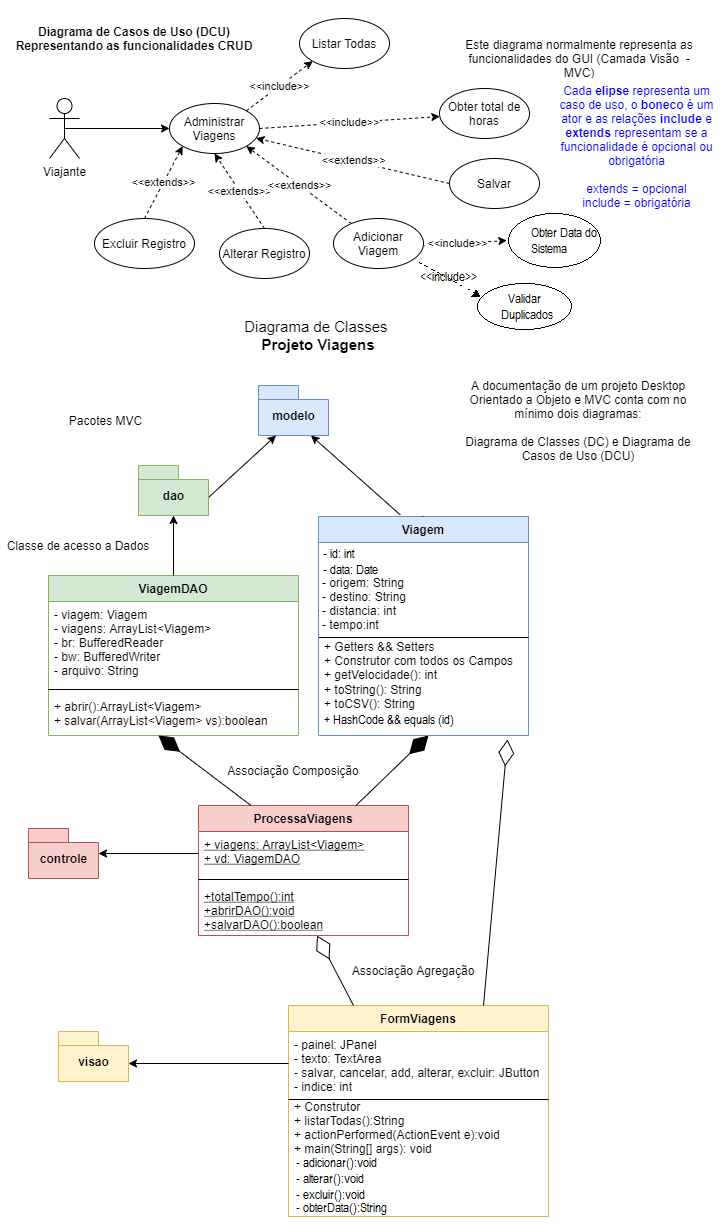 Diagrama de Casos de Uso (DCU)
Representando as funcionalidades CRUD
Listar Todas
Este diagrama normalmente representa as
funcionalidades do GUI (Camada Visão -
MVC)
<<include>>
Cada elipse representa um
caso de uso, o boneco é um
ator e as relações include e
extends representam se a
funcionalidade é opcional ou
obrigatória
extends = opcional
include = obrigatória
Administrar
Viagens
<<include>>
Obter total de
horas
Viajante
<<extends>>
Salvar
<<extends>>
<<extends>>
<<extends>>
Excluir Registro
Alterar Registro
Adicionar
Viagem
<<include>>
Obter Data do
Sistema
<<include>>
Validar
Duplicados
Diagrama de Classes
Projeto Viagens
Pacotes MVC
modelo
A documentação de um projeto Desktop
Orientado a Objeto e MVC conta com no
mínimo dois diagramas:
Diagrama de Classes (DC) e Diagrama de
Casos de Uso (DCU)
dao
Classe de acesso a Dados
ViagemDAO
- viagem: Viagem
- viagens: ArrayList<Viagem>
- br: BufferedReader
- bw: BufferedWriter
- arquivo: String
+ abrir():ArrayList<Viagem>
+ salvar(ArrayList<Viagem> vs):boolean
Viagem
- id: int
- data: Date
- origem: String
- destino: String
- distancia: int
- tempo:int
+ Getters && Setters
+ Construtor com todos os Campos
+ getVelocidade(): int
+ toString(): String
+ toCSV(): String
+ HashCode && equals (id)
Associação Composição
controle
ProcessaViagens
+ viagens: ArrayList<Viagem>
+ vd: ViagemDAO
+totalTempo():int
+abrirDAO():void
+salvarDAO():boolean
Associação Agregação
visao
FormViagens
- painel: JPanel
- texto: TextArea
- salvar, cancelar, add, alterar, excluir: JButton
- indice: int
+ Construtor
+ listarTodas():String
+ actionPerformed(ActionEvent e):void
+ main(String[] args): void
- adicionar():void
- alterar():void
- excluir():void
- obterData():String